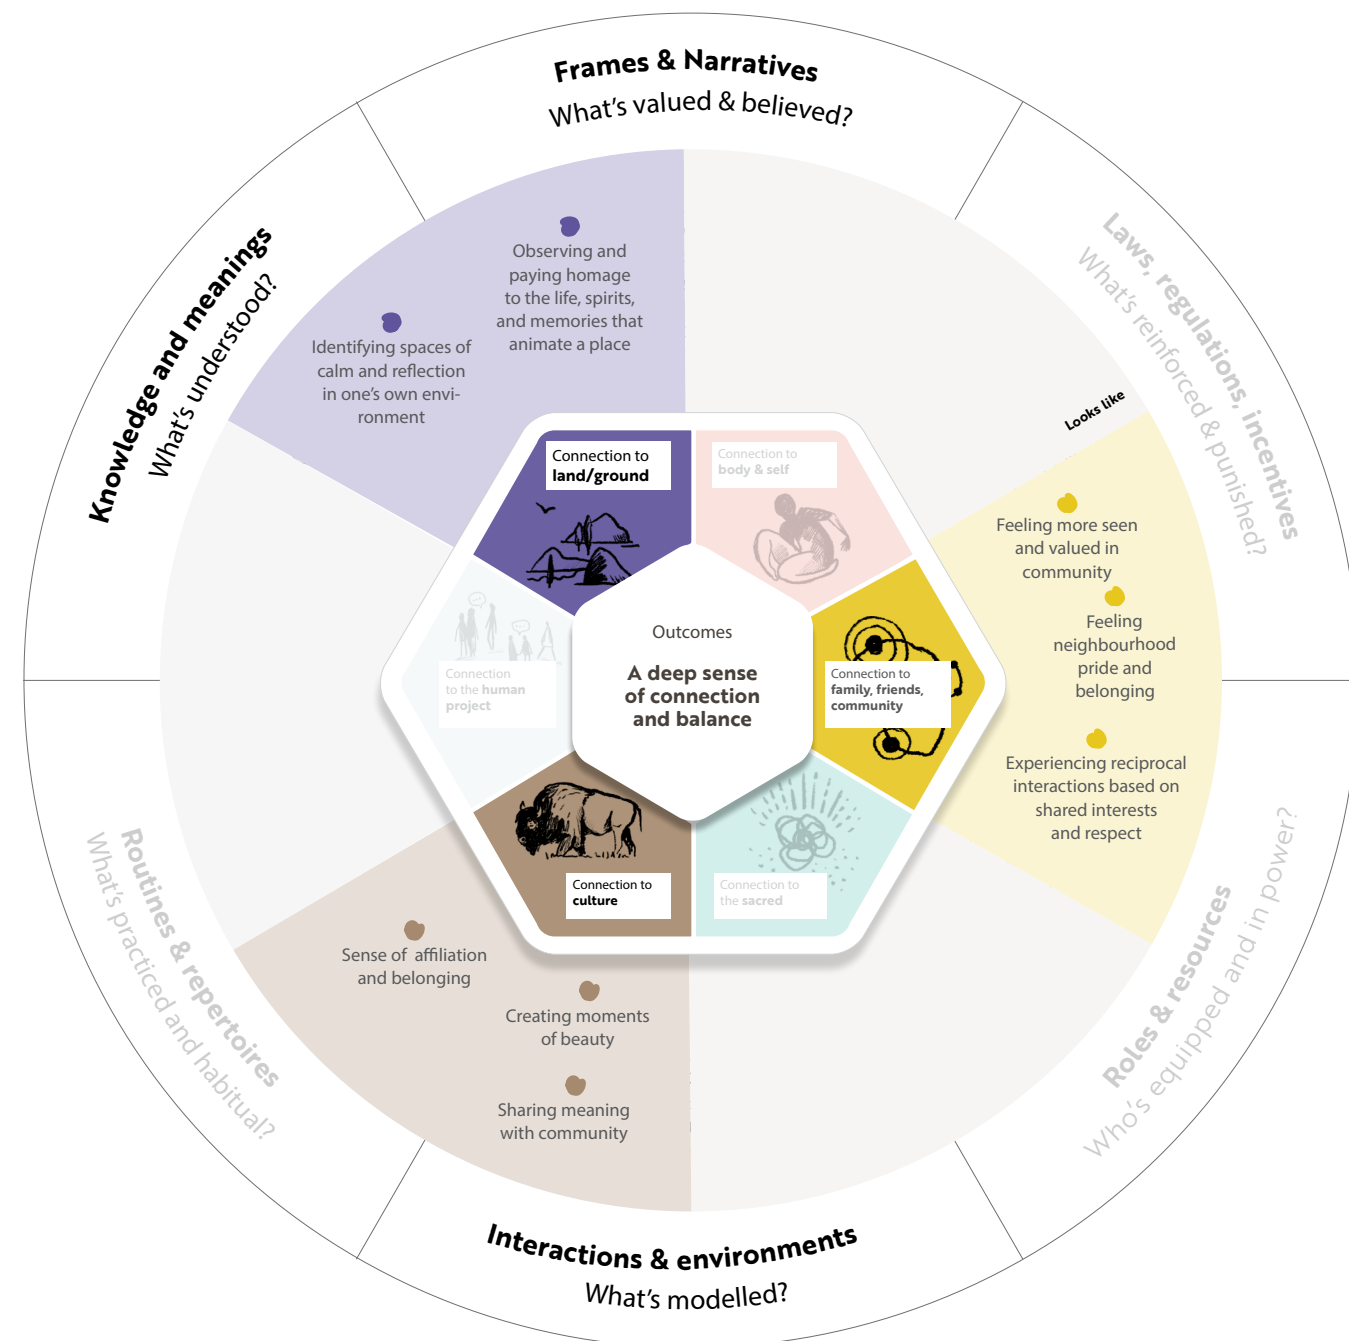 Frames & Narratives
What's valued & believed?
Laws, regulations, incentives
What's reinforced & punished?
Knowledge and meanings
What's understood?
Observing and
paying homage
to the life, spirits,
and memories that
animate a place
Identifying spaces of
calm and reflection
in one's own envi-
ronment
Looks like
Connection to
land/ground
Connection to
body & self
Feeling more seen
and valued in
community
Feeling
neighbourhood
pride and
belonging
Experiencing reciprocal
interactions based on
shared interests
and respect
Outcomes
A deep sense
of connection
and balance
Connection
to the human
project
Connection to
family, friends,
community
Connection to
culture
Connection to
the sacred
Sense of affiliation
and belonging
Creating moments
of beauty
Sharing meaning
with community
Routines & repertoires
What's practiced and habitual?
Roles & resources
Who's equipped and in power?
Interactions & environments
What's modelled?